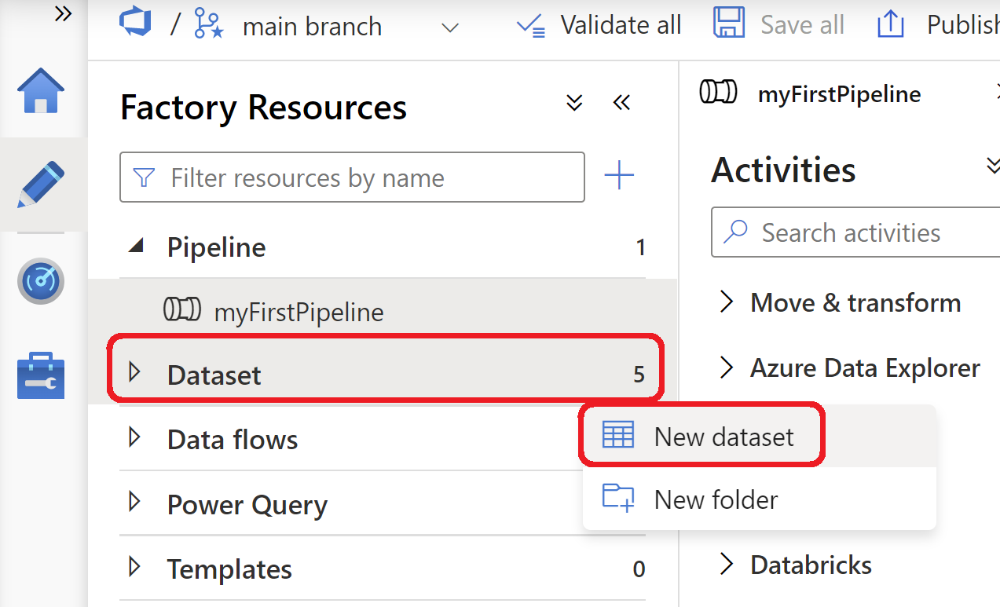 main branch
Validate all
Save all
Factory Resources
Filter resources by name
Pipeline 1
myFirstPipeline
Dataset 5
Data flows
Power Query
Templates 0
New dataset
New folder
myFirstPipeline
Activities
Search activities
Move & transform
Azure Data Explorer
Databricks